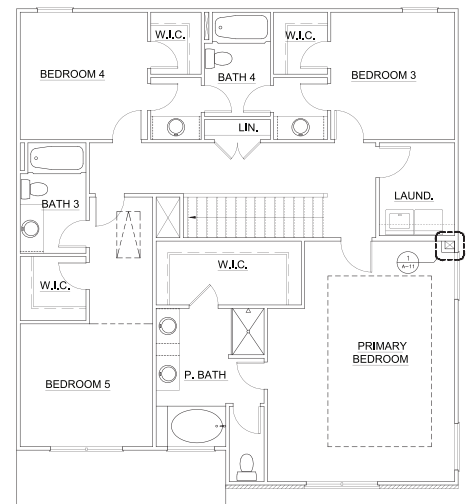 W.I.C.
W.I.C.
BEDROOM 4
BATH 4
BEDROOM 3
LIN.
LAUND.
BATH 3
1
A-11
W.I.C.
W.I.C.
PRIMARY
BEDROOM
P. BATH
BEDROOM 5